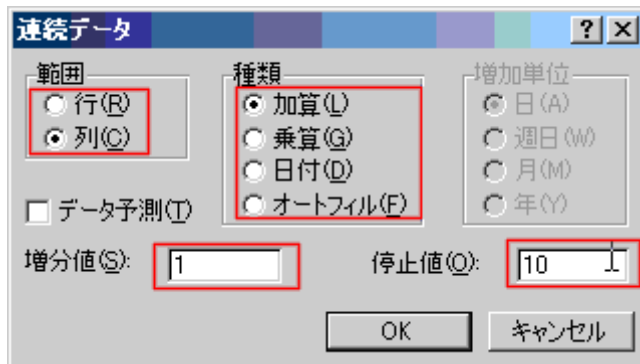 連続データ
範囲
行(R)
列(C)
種類
加算(L)
乗算(G)
日付(D)
オートフィル(F)
増加単位
日(A)
週日(W)
月(M)
年(Y)
データ予測(T)
増分値(S): 1
停止値(O): 10
OK
キャンセル